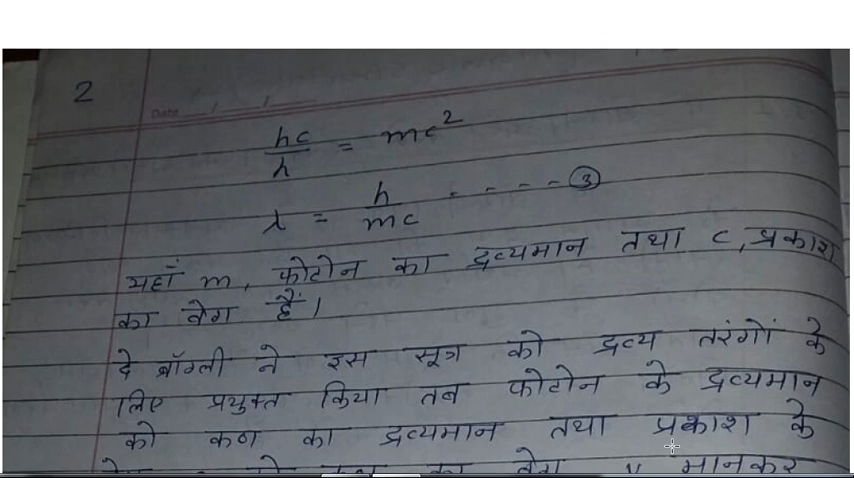 2
Date / /
hc/λ = mc²
λ = h/mc - - - - ③
यहाँ m, फोटोन का द्रव्यमान तथा c, प्रकाश
का वेग हैं।
दे ब्रॉग्ली ने इस सूत्र को द्रव्य तरंगों के
लिए प्रयुक्त किया तब फोटोन के द्रव्यमान
को कण का द्रव्यमान तथा प्रकाश के
का वेग v मानकर